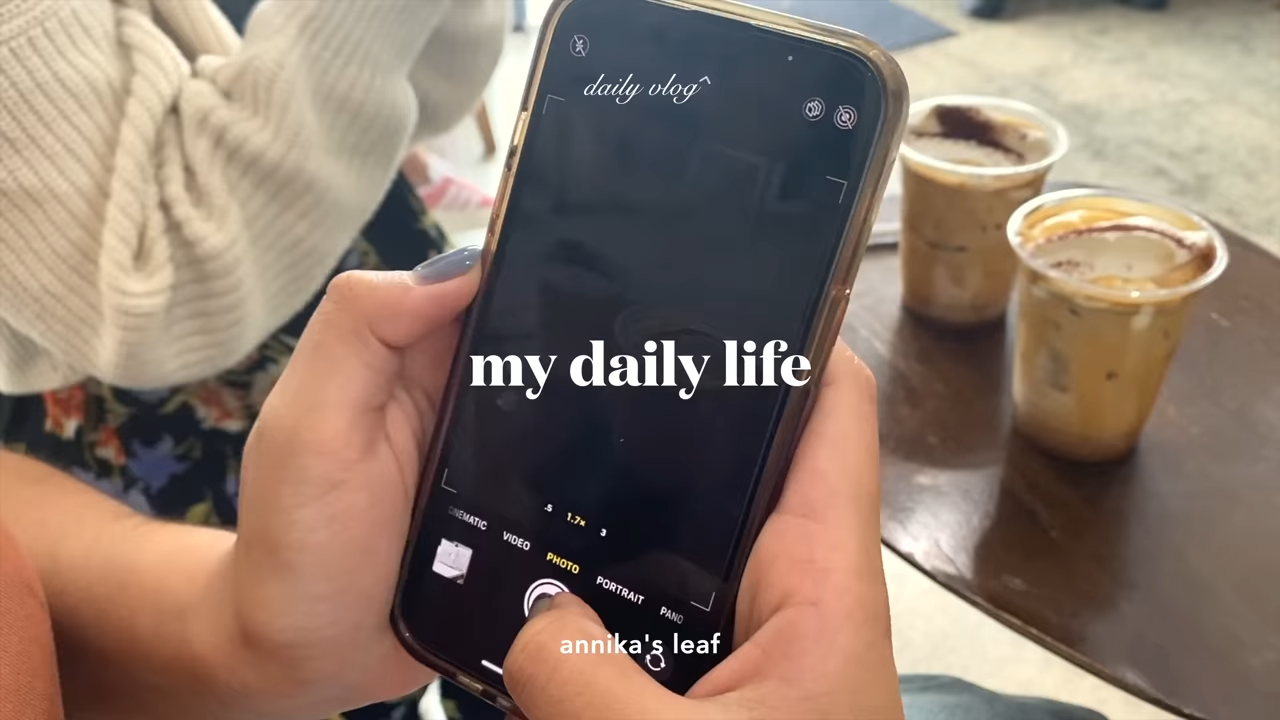 daily vlog^
my daily life
.5 1.7× 3
CINEMATIC VIDEO PHOTO PORTRAIT PANO
annika's leaf